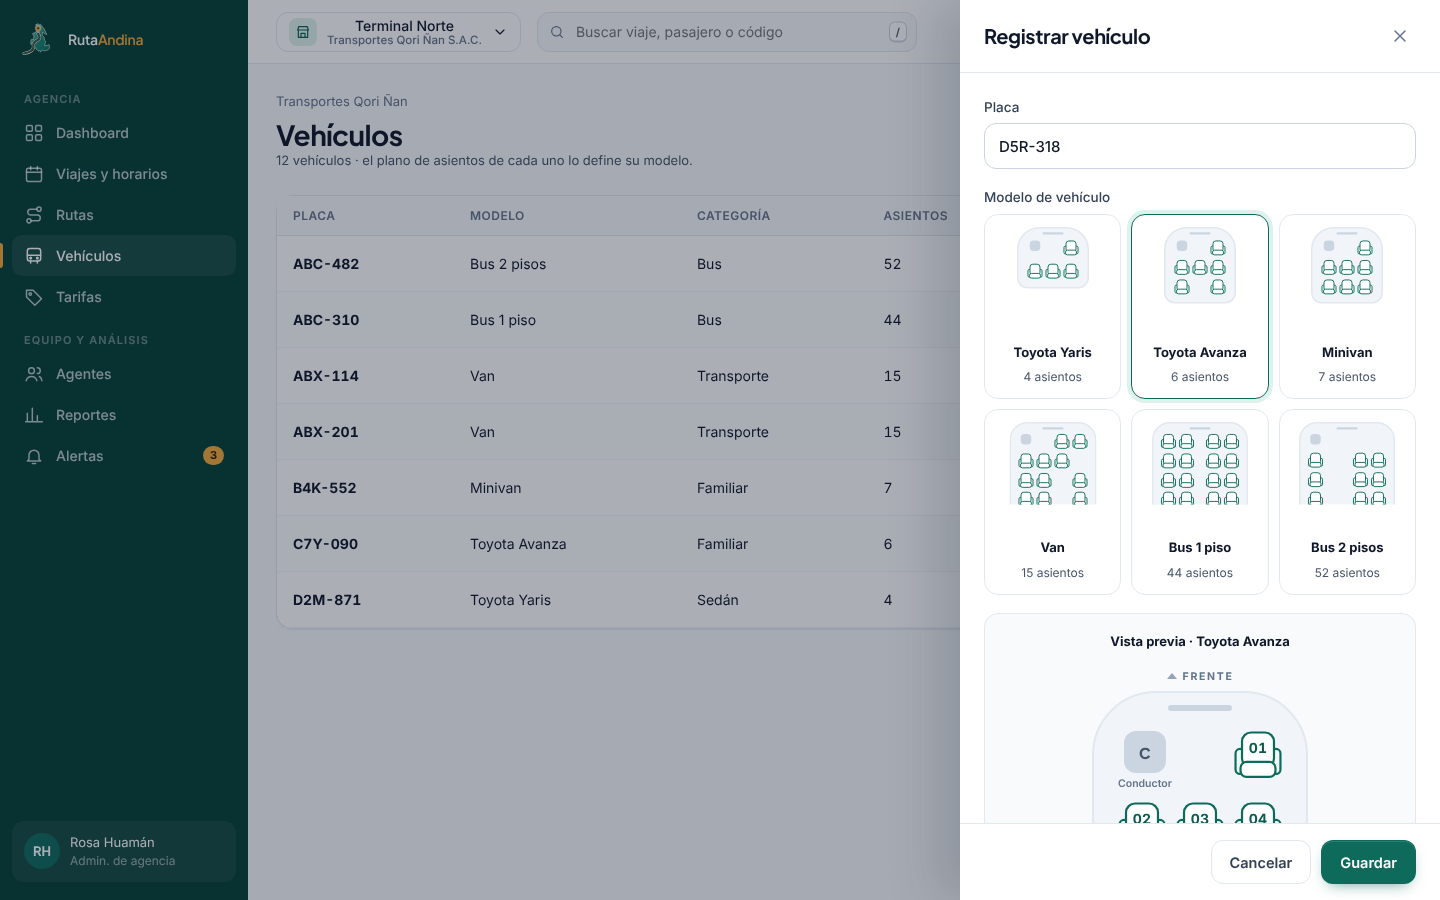 RutaAndina
AGENCIA
Dashboard
Viajes y horarios
Rutas
Vehículos
Tarifas
EQUIPO Y ANÁLISIS
Agentes
Reportes
Alertas
3
RH
Rosa Huamán
Admin. de agencia
Terminal Norte
Transportes Qori Ñan S.A.C.
Buscar viaje, pasajero o código
/
Transportes Qori Ñan
Vehículos
12 vehículos · el plano de asientos de cada uno lo define su modelo.
PLACA MODELO CATEGORÍA ASIENTOS
ABC-482 Bus 2 pisos Bus 52
ABC-310 Bus 1 piso Bus 44
ABX-114 Van Transporte 15
ABX-201 Van Transporte 15
B4K-552 Minivan Familiar 7
C7Y-090 Toyota Avanza Familiar 6
D2M-871 Toyota Yaris Sedán 4
Registrar vehículo
Placa
D5R-318
Modelo de vehículo
Toyota Yaris
4 asientos
Toyota Avanza
6 asientos
Minivan
7 asientos
Van
15 asientos
Bus 1 piso
44 asientos
Bus 2 pisos
52 asientos
Vista previa · Toyota Avanza
FRENTE
C
01
Conductor
02 03 04
Cancelar
Guardar